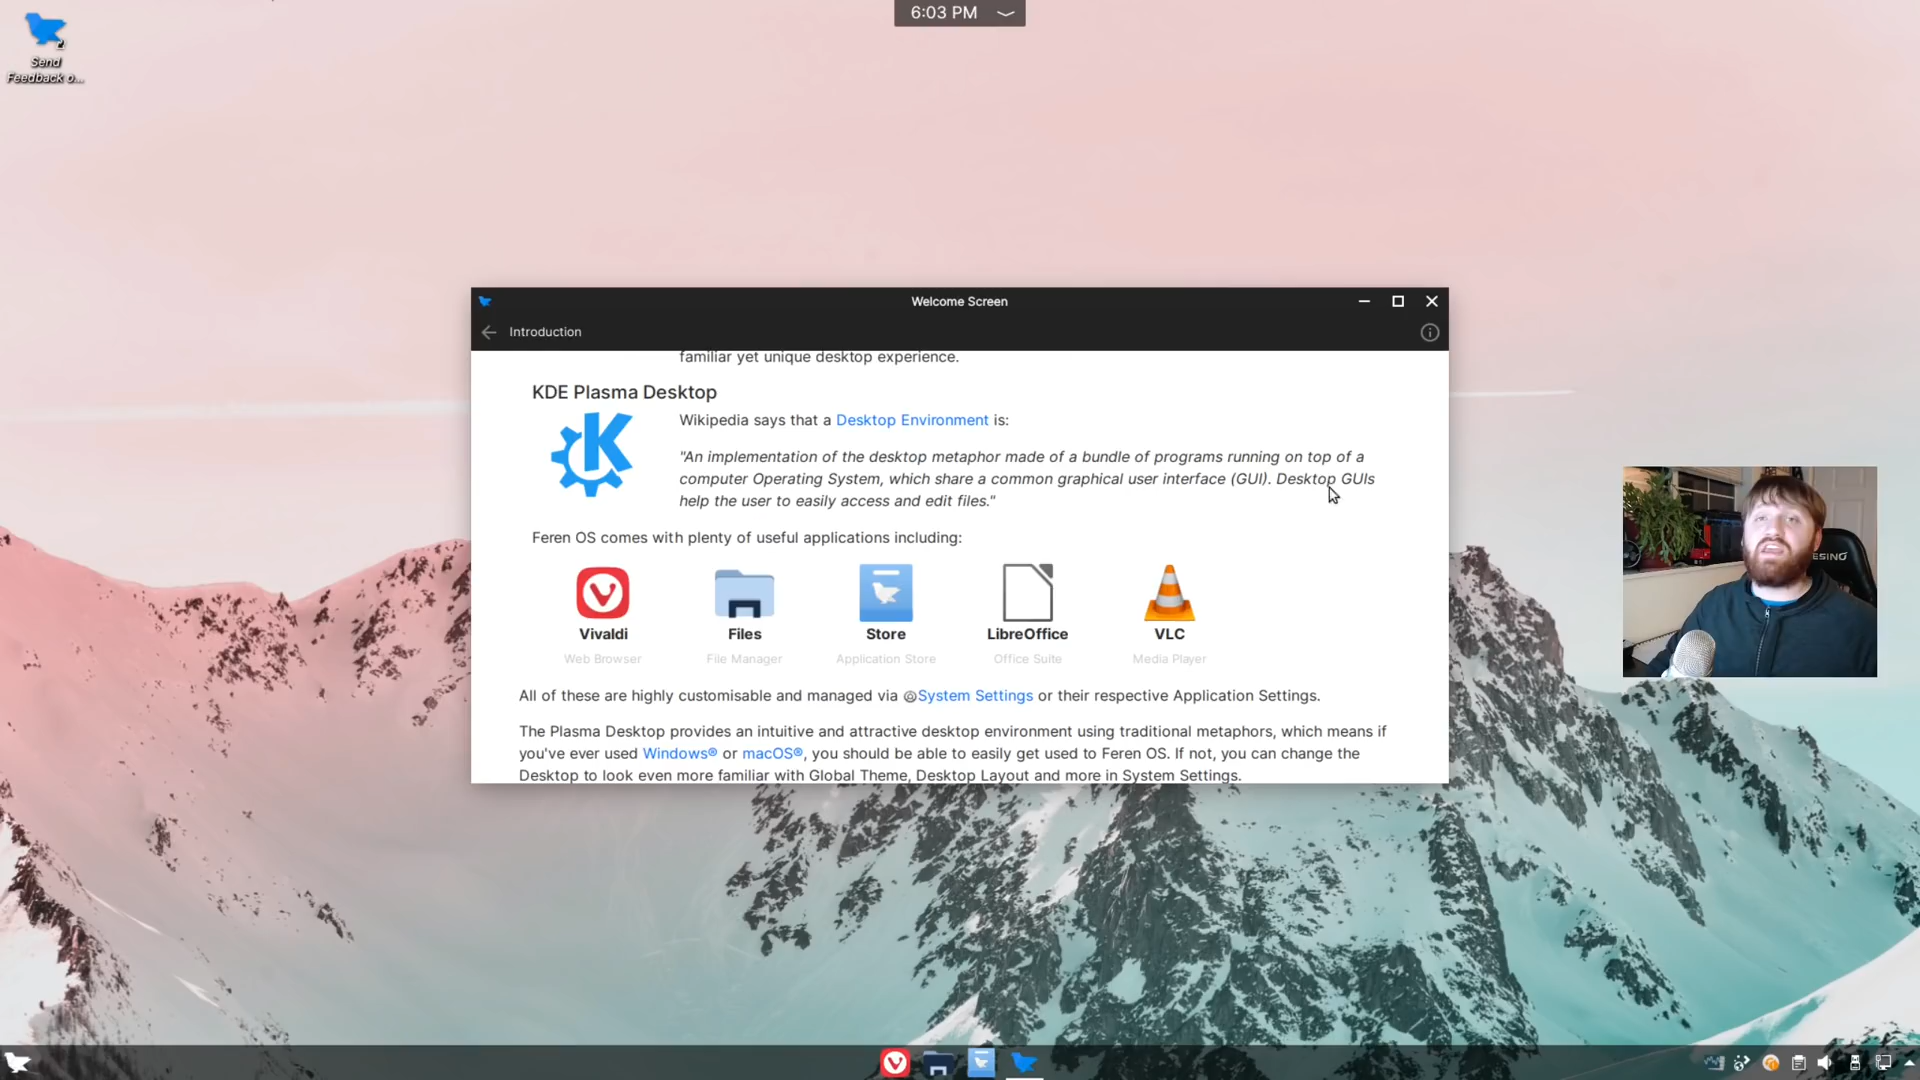 6:03 PM
Send
Feedback o...
Welcome Screen
Introduction
familiar yet unique desktop experience.
KDE Plasma Desktop
Wikipedia says that a Desktop Environment is:
"An implementation of the desktop metaphor made of a bundle of programs running on top of a
computer Operating System, which share a common graphical user interface (GUI). Desktop GUIs
help the user to easily access and edit files."
Feren OS comes with plenty of useful applications including:
Vivaldi Files Store LibreOffice VLC
Web Browser File Manager Application Store Office Suite Media Player
All of these are highly customisable and managed via System Settings or their respective Application Settings.
The Plasma Desktop provides an intuitive and attractive desktop environment using traditional metaphors, which means if
you've ever used Windows® or macOS®, you should be able to easily get used to Feren OS. If not, you can change the
Desktop to look even more familiar with Global Theme, Desktop Layout and more in System Settings.